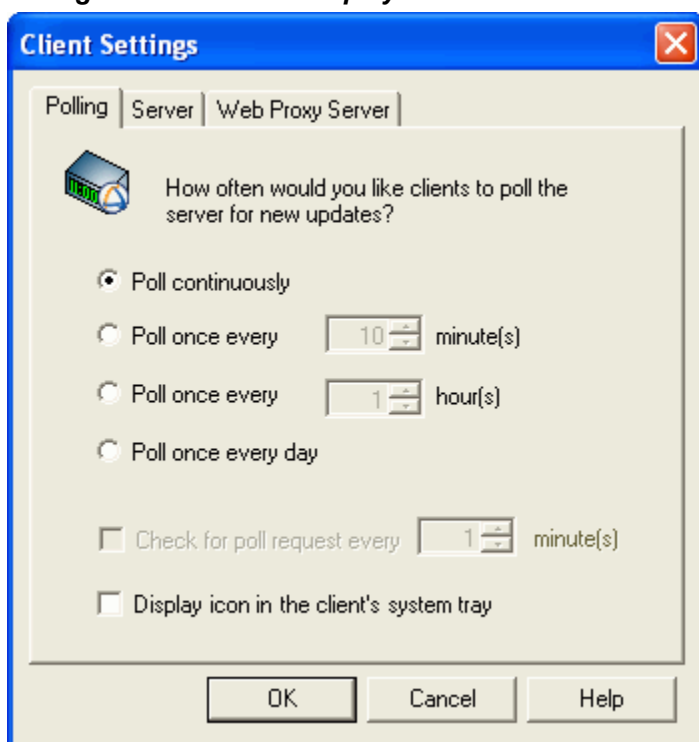 Client Settings
Polling Server Web Proxy Server
How often would you like clients to poll the
server for new updates?
Poll continuously
Poll once every 10 minute(s)
Poll once every 1 hour(s)
Poll once every day
Check for poll request every 1 minute(s)
Display icon in the client's system tray
OK Cancel Help